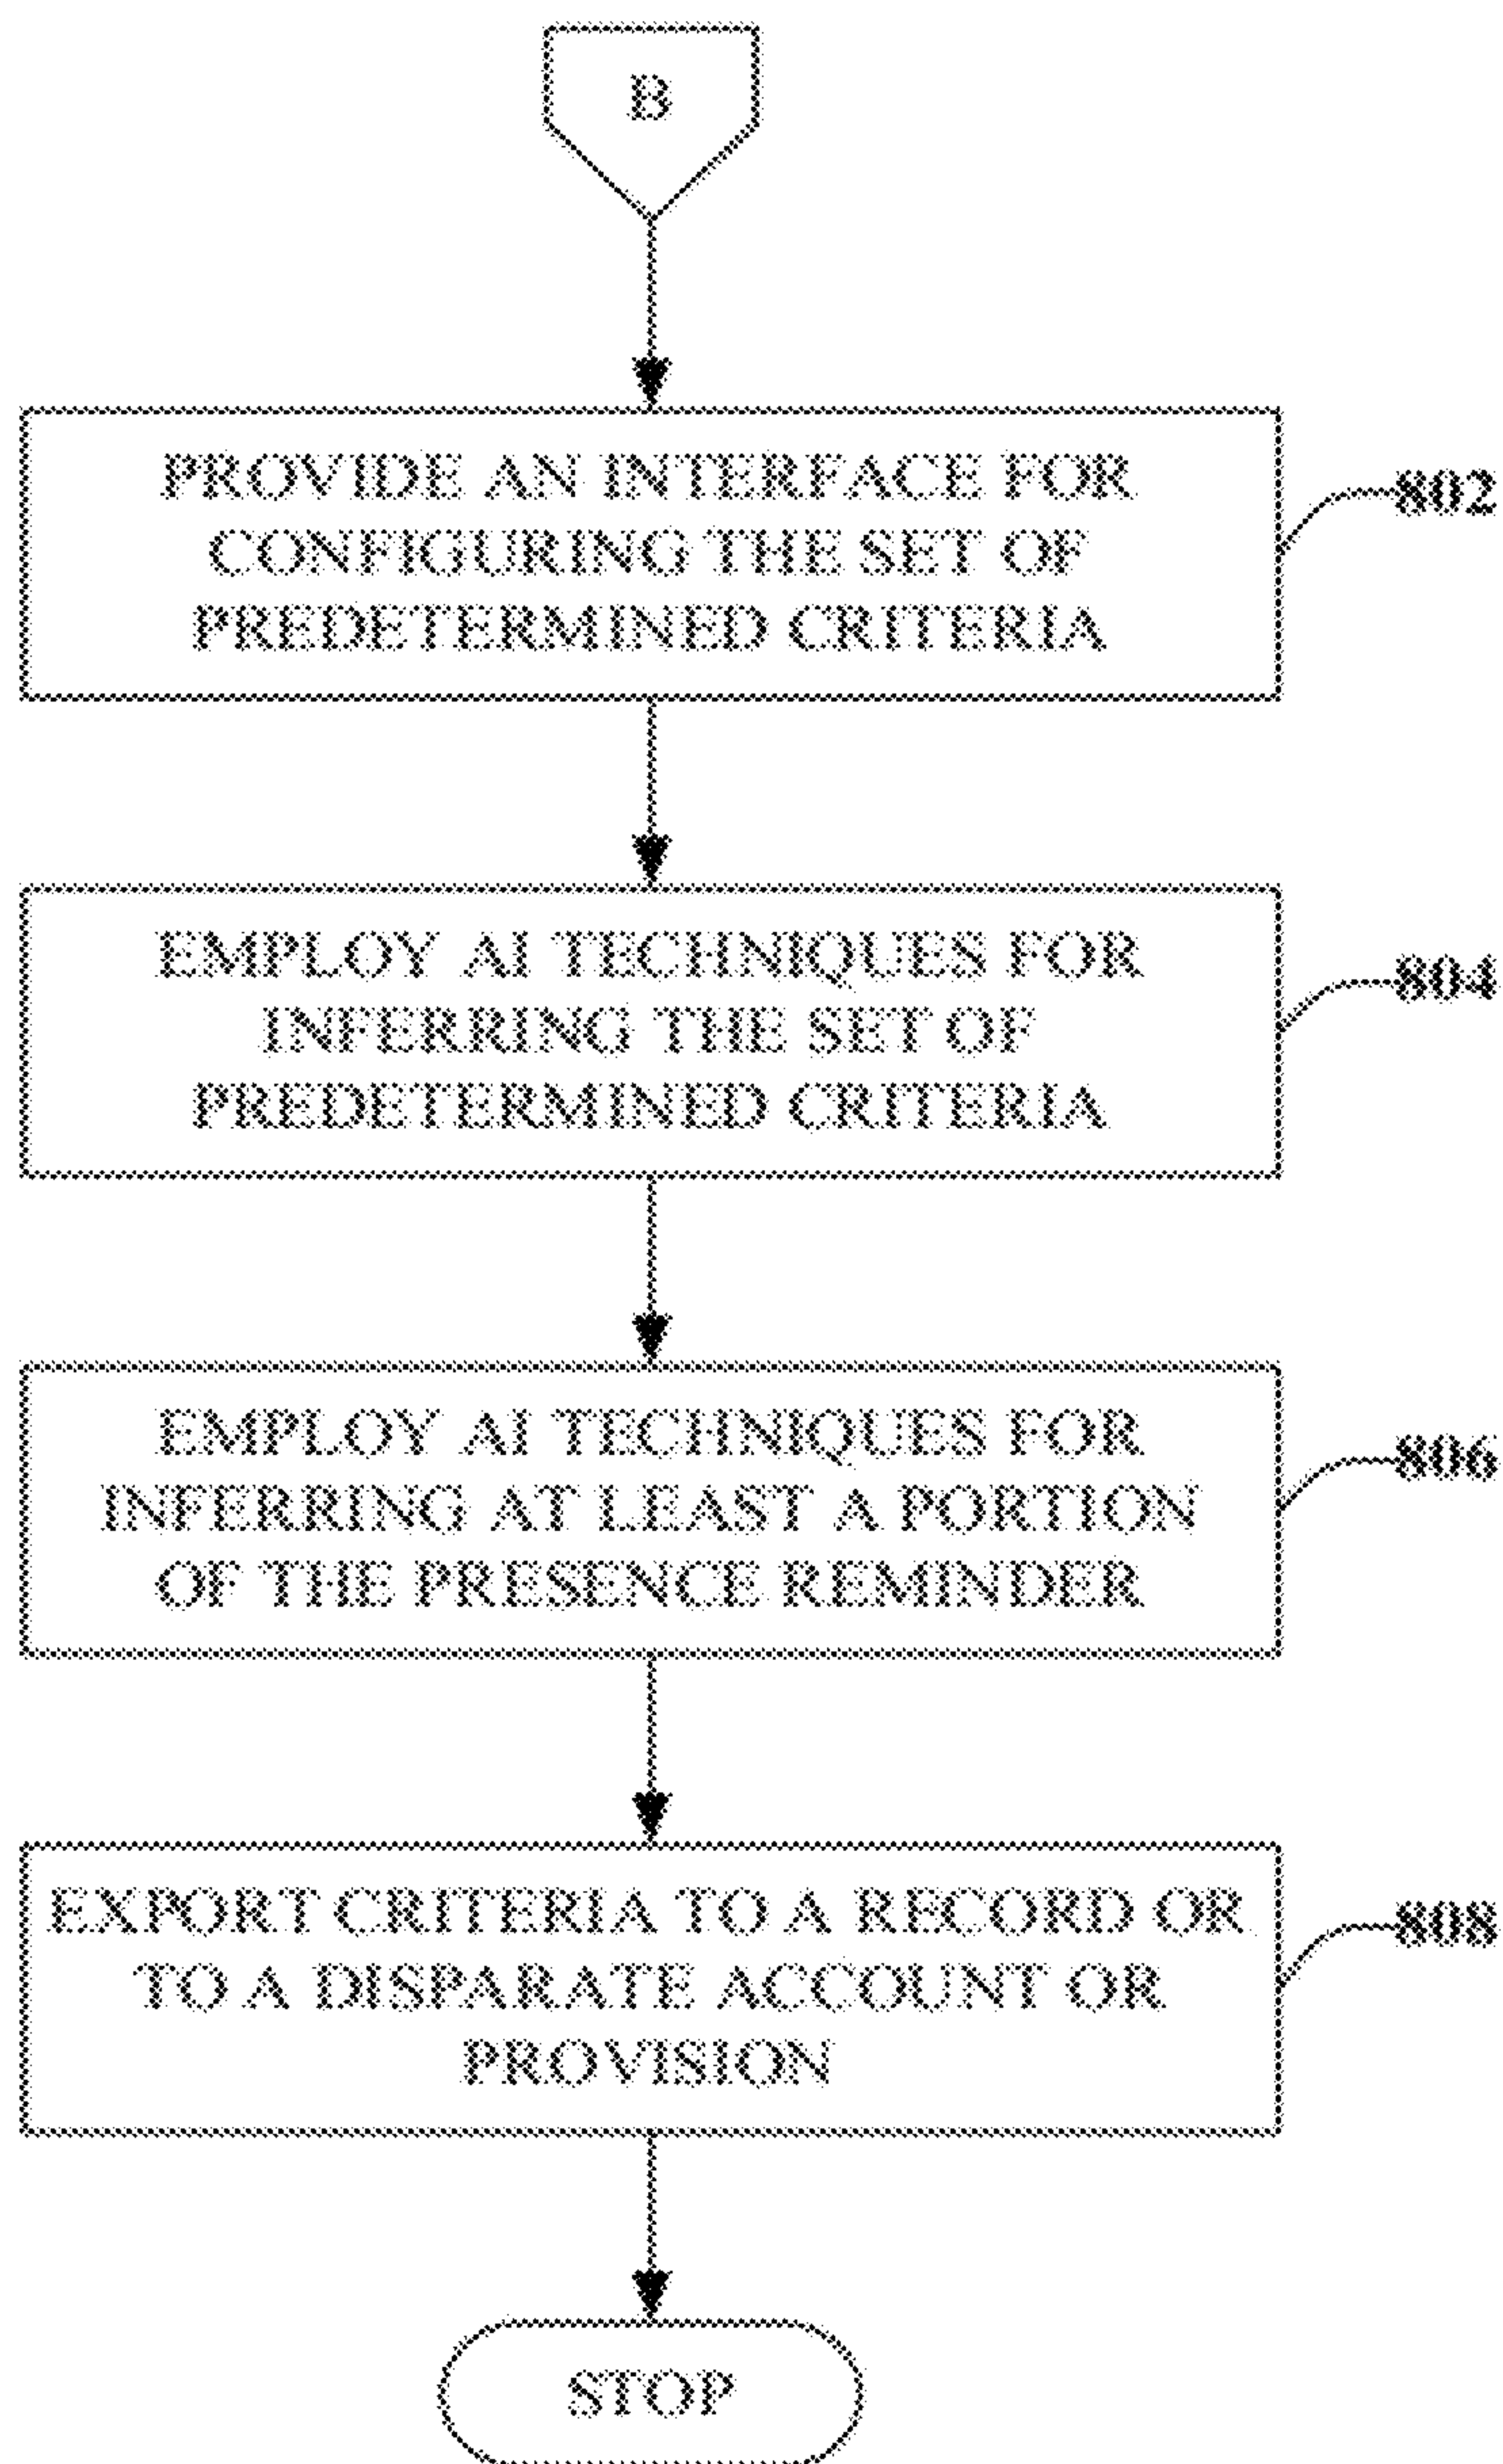 B
PROVIDE AN INTERFACE FOR
CONFIGURING THE SET OF
PREDETERMINED CRITERIA
802
EMPLOY AI TECHNIQUES FOR
INFERRING THE SET OF
PREDETERMINED CRITERIA
804
EMPLOY AI TECHNIQUES FOR
INFERRING AT LEAST A PORTION
OF THE PRESENCE REMINDER
806
EXPORT CRITERIA TO A RECORD OR
TO A DISPARATE ACCOUNT OR
PROVISION
808
STOP